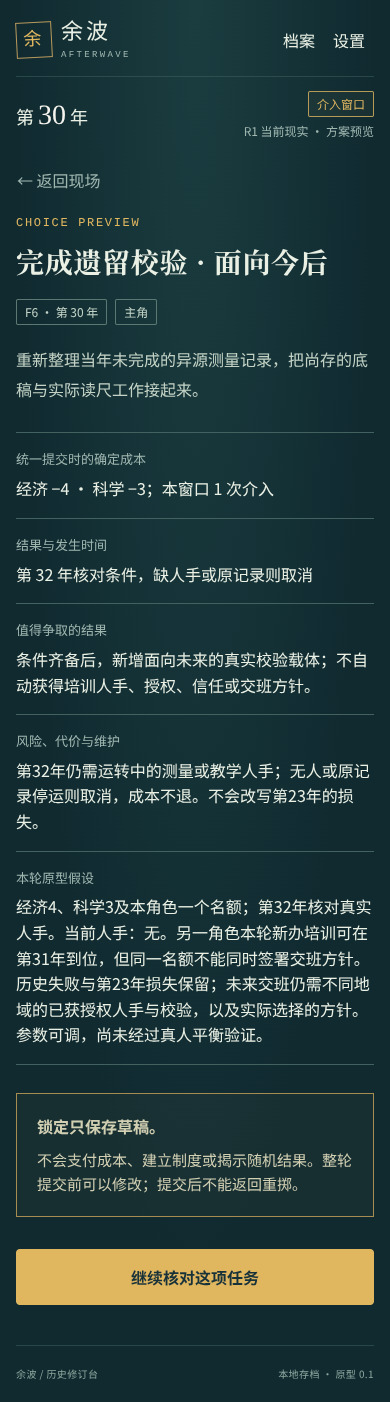 余
余波
AFTERWAVE
档案
设置
第 30 年
介入窗口
R1 当前现实 · 方案预览
← 返回现场
CHOICE PREVIEW
完成遗留校验 · 面向今后
F6 · 第 30 年
主角
重新整理当年未完成的异源测量记录，把尚存的底
稿与实际读尺工作接起来。
统一提交时的确定成本
经济 −4 · 科学 −3；本窗口 1 次介入
结果与发生时间
第 32 年核对条件，缺人手或原记录则取消
值得争取的结果
条件齐备后，新增面向未来的真实校验载体；不自
动获得培训人手、授权、信任或交班方针。
风险、代价与维护
第32年仍需运转中的测量或教学人手；无人或原记
录停运则取消，成本不退。不会改写第23年的损
失。
本轮原型假设
经济4、科学3及本角色一个名额；第32年核对真实
人手。当前人手：无。另一角色本轮新办培训可在
第31年到位，但同一名额不能同时签署交班方针。
历史失败与第23年损失保留；未来交班仍需不同地
域的已获授权人手与校验，以及实际选择的方针。
参数可调，尚未经过真人平衡验证。
锁定只保存草稿。
不会支付成本、建立制度或揭示随机结果。整轮
提交前可以修改；提交后不能返回重掷。
继续核对这项任务
余波 / 历史修订台
本地存档 · 原型 0.1